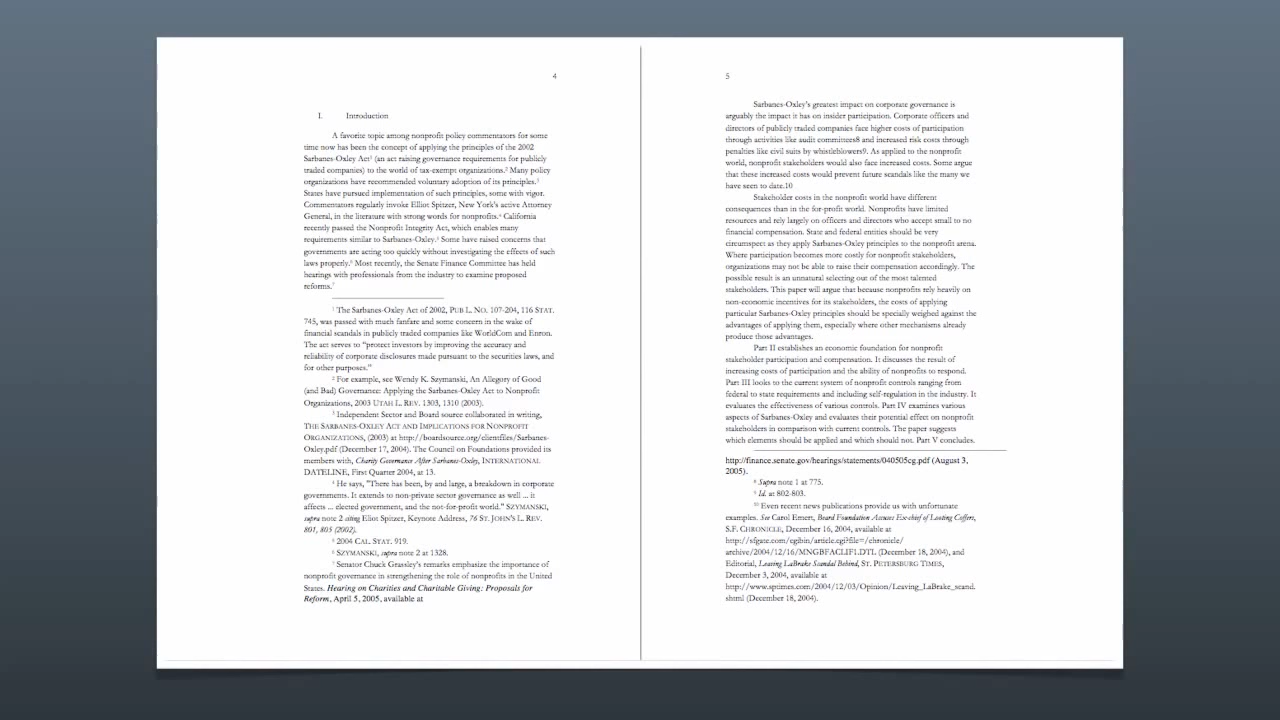 4
I. Introduction
A favorite topic among nonprofit policy commentators for some
time now has been the concept of applying the principles of the 2002
Sarbanes-Oxley Act¹ (an act raising governance requirements for publicly
traded companies) to the world of tax-exempt organizations.² Many policy
organizations have recommended voluntary adoption of its principles.³
States have pursued implementation of such principles, some with vigor.
Commentators regularly invoke Elliot Spitzer, New York's active Attorney
General, in the literature with strong words for nonprofits.⁴ California
recently passed the Nonprofit Integrity Act, which enables many
requirements similar to Sarbanes-Oxley.⁵ Some have raised concerns that
governments are acting too quickly without investigating the effects of such
laws properly.⁶ Most recently, the Senate Finance Committee has held
hearings with professionals from the industry to examine proposed
reforms.⁷
¹ The Sarbanes-Oxley Act of 2002, PUB L. NO. 107-204, 116 STAT.
745, was passed with much fanfare and some concern in the wake of
financial scandals in publicly traded companies like WorldCom and Enron.
The act serves to “protect investors by improving the accuracy and
reliability of corporate disclosures made pursuant to the securities laws, and
for other purposes.”
² For example, see Wendy K. Szymanski, An Allegory of Good
(and Bad) Governance: Applying the Sarbanes-Oxley Act to Nonprofit
Organizations, 2003 UTAH L. REV. 1303, 1310 (2003).
³ Independent Sector and Board source collaborated in writing,
THE SARBANES-OXLEY ACT AND IMPLICATIONS FOR NONPROFIT
ORGANIZATIONS, (2003) at http://boardsource.org/clientfiles/Sarbanes-
Oxley.pdf (December 17, 2004). The Council on Foundations provided its
members with, Charity Governance After Sarbanes-Oxley, INTERNATIONAL
DATELINE, First Quarter 2004, at 13.
⁴ He says, "There has been, by and large, a breakdown in corporate
governments. It extends to non-private sector governance as well ... it
affects ... elected government, and the not-for-profit world." SZYMANSKI,
supra note 2 citing Eliot Spitzer, Keynote Address, 76 ST. JOHN'S L. REV.
801, 805 (2002).
⁵ 2004 CAL. STAT. 919.
⁶ SZYMANSKI, supra note 2 at 1328.
⁷ Senator Chuck Grassley's remarks emphasize the importance of
nonprofit governance in strengthening the role of nonprofits in the United
States. Hearing on Charities and Charitable Giving: Proposals for
Reform, April 5, 2005, available at
5
Sarbanes-Oxley's greatest impact on corporate governance is
arguably the impact it has on insider participation. Corporate officers and
directors of publicly traded companies face higher costs of participation
through activities like audit committees8 and increased risk costs through
penalties like civil suits by whistleblowers9. As applied to the nonprofit
world, nonprofit stakeholders would also face increased costs. Some argue
that these increased costs would prevent future scandals like the many we
have seen to date.10
Stakeholder costs in the nonprofit world have different
consequences than in the for-profit world. Nonprofits have limited
resources and rely largely on officers and directors who accept small to no
financial compensation. State and federal entities should be very
circumspect as they apply Sarbanes-Oxley principles to the nonprofit arena.
Where participation becomes more costly for nonprofit stakeholders,
organizations may not be able to raise their compensation accordingly. The
possible result is an unnatural selecting out of the most talented
stakeholders. This paper will argue that because nonprofits rely heavily on
non-economic incentives for its stakeholders, the costs of applying
particular Sarbanes-Oxley principles should be specially weighed against the
advantages of applying them, especially where other mechanisms already
produce those advantages.
Part II establishes an economic foundation for nonprofit
stakeholder participation and compensation. It discusses the result of
increasing costs of participation and the ability of nonprofits to respond.
Part III looks to the current system of nonprofit controls ranging from
federal to state requirements and including self-regulation in the industry. It
evaluates the effectiveness of various controls. Part IV examines various
aspects of Sarbanes-Oxley and evaluates their potential effect on nonprofit
stakeholders in comparison with current controls. The paper suggests
which elements should be applied and which should not. Part V concludes.
http://finance.senate.gov/hearings/statements/040505cg.pdf (August 3,
2005).
⁸ Supra note 1 at 775.
⁹ Id. at 802-803.
¹⁰ Even recent news publications provide us with unfortunate
examples. See Carol Emert, Board Foundation Accuses Ex-chief of Looting Coffers,
S.F. CHRONICLE, December 16, 2004, available at
http://sfgate.com/cgibin/article.cgi?file=/chronicle/
archive/2004/12/16/MNGBFACLIF1.DTL (December 18, 2004), and
Editorial, Leaving LaBrake Scandal Behind, ST. PETERSBURG TIMES,
December 3, 2004, available at
http://www.sptimes.com/2004/12/03/Opinion/Leaving_LaBrake_scand.
shtml (December 18, 2004).